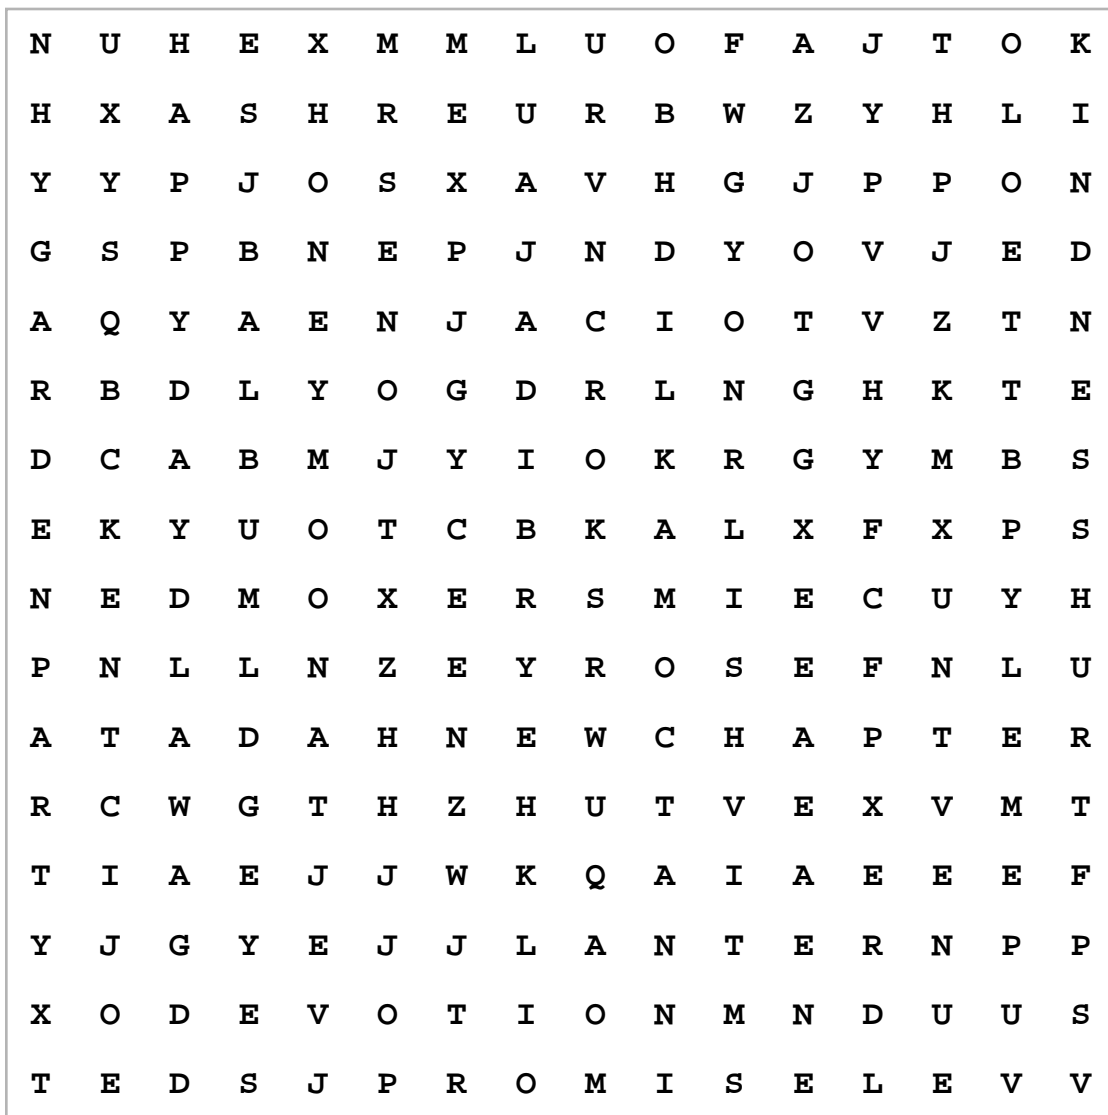 N U H E X M M L U O F A J T O K
H X A S H R E U R B W Z Y H L I
Y Y P J O S X A V H G J P P O N
G S P B N E P J N D Y O V J E D
A Q Y A E N J A C I O T V Z T N
R B D L Y O G D R L N G H K T E
D C A B M J Y I O K R G Y M B S
E K Y U O T C B K A L X F X P S
N E D M O X E R S M I E C U Y H
P N L L N Z E Y R O S E F N L U
A T A D A H N E W C H A P T E R
R C W G T H Z H U T V E X V M T
T I A E J J W K Q A I A E E E F
Y J G Y E J J L A N T E R N P P
X O D E V O T I O N M N D U U S
T E D S J P R O M I S E L E V V